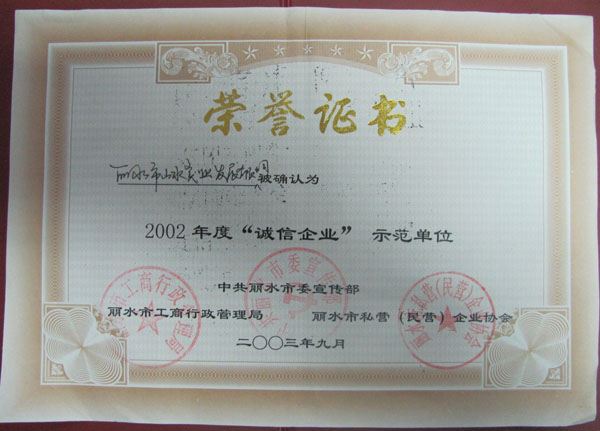 荣誉证书
丽水市山水实业发展有限公司被确认为
2002年度“诚信企业” 示范单位
中共丽水市委宣传部
丽水市工商行政管理局 丽水市私营（民营）企业协会
二〇〇三年九月